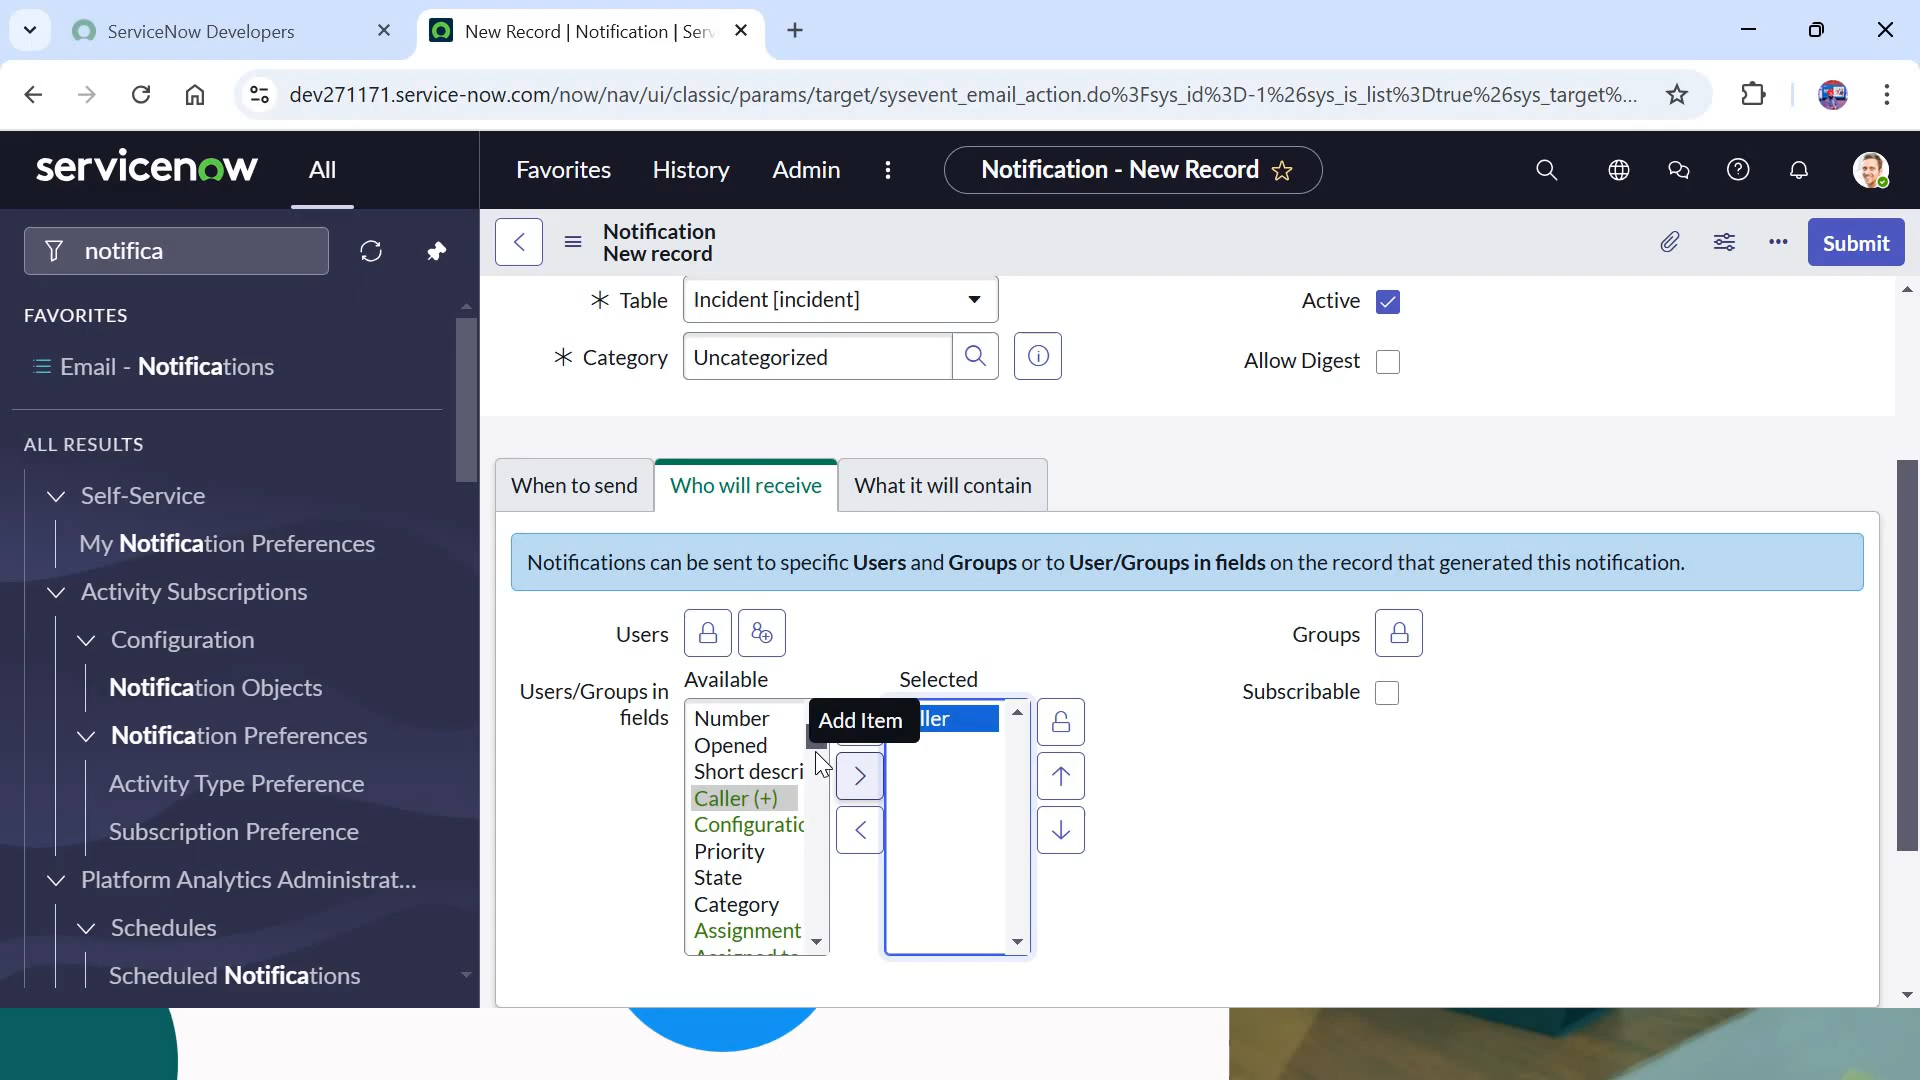 ServiceNow Developers
New Record | Notification | Serv
dev271171.service-now.com/now/nav/ui/classic/params/target/sysevent_email_action.do%3Fsys_id%3D-1%26sys_is_list%3Dtrue%26sys_target%...
servicenow
All
Favorites
History
Admin
Notification - New Record
notifica
Notification
New record
Submit
FAVORITES
Email - Notifications
ALL RESULTS
Self-Service
My Notification Preferences
Activity Subscriptions
Configuration
Notification Objects
Notification Preferences
Activity Type Preference
Subscription Preference
Platform Analytics Administrat...
Schedules
Scheduled Notifications
Table
Incident [incident]
Active
Category
Uncategorized
Allow Digest
When to send
Who will receive
What it will contain
Notifications can be sent to specific Users and Groups or to User/Groups in fields on the record that generated this notification.
Users
Groups
Users/Groups in
fields
Available
Selected
Subscribable
Number
Opened
Short descri
Caller (+)
Configuratic
Priority
State
Category
Assignment
Add Item
ller